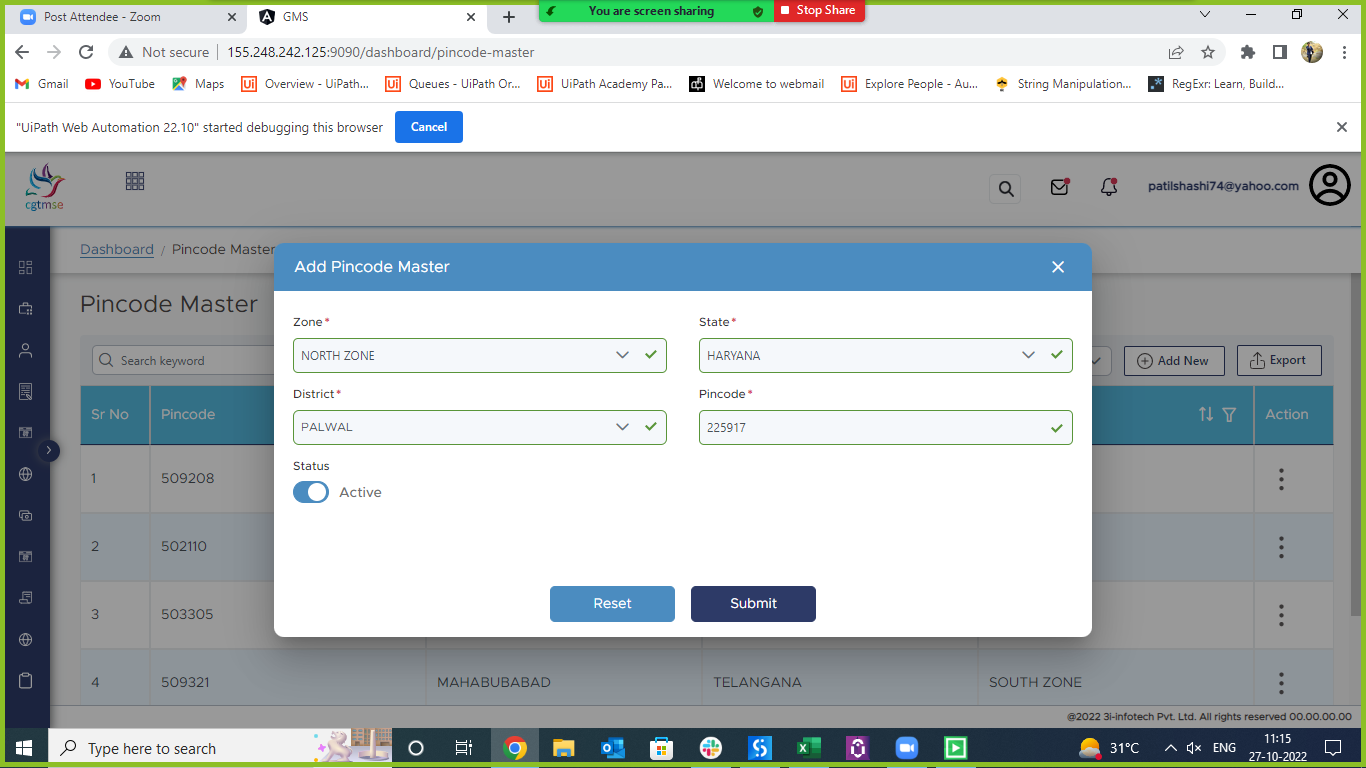 Post Attendee - Zoom
GMS
You are screen sharing
Stop Share
Not secure
155.248.242.125:9090/dashboard/pincode-master
Gmail
YouTube
Maps
Overview - UiPath...
Queues - UiPath Or...
UiPath Academy Pa...
Welcome to webmail
Explore People - Au...
String Manipulation...
RegExr: Learn, Build...
"UiPath Web Automation 22.10" started debugging this browser
Cancel
cgtmse
patilshashi74@yahoo.com
Dashboard / Pincode Master
Add Pincode Master
Pincode Master
Zone*
State*
NORTH ZONE
HARYANA
Search keyword
Add New
Export
District*
Pincode*
Sr No
Pincode
Action
PALWAL
225917
Status
Active
1
509208
2
502110
3
503305
Reset
Submit
4
509321
MAHABUBABAD
TELANGANA
SOUTH ZONE
@2022 3i-infotech Pvt. Ltd. All rights reserved 00.00.00.00
Type here to search
31°C
ENG
11:15
27-10-2022